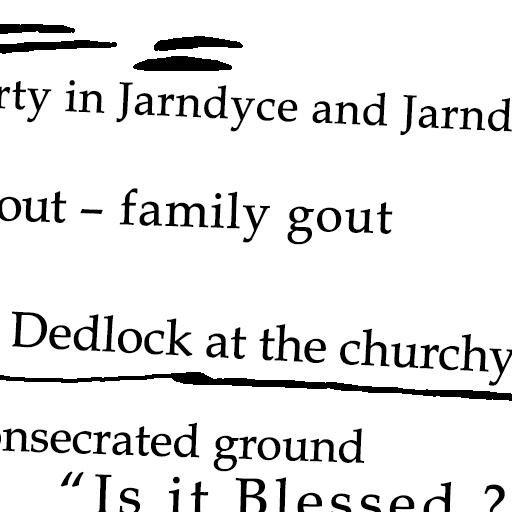 rty in Jarndyce and Jarnd
out – family gout
Dedlock at the churchy
onsecrated ground
“Is it Blessed ?